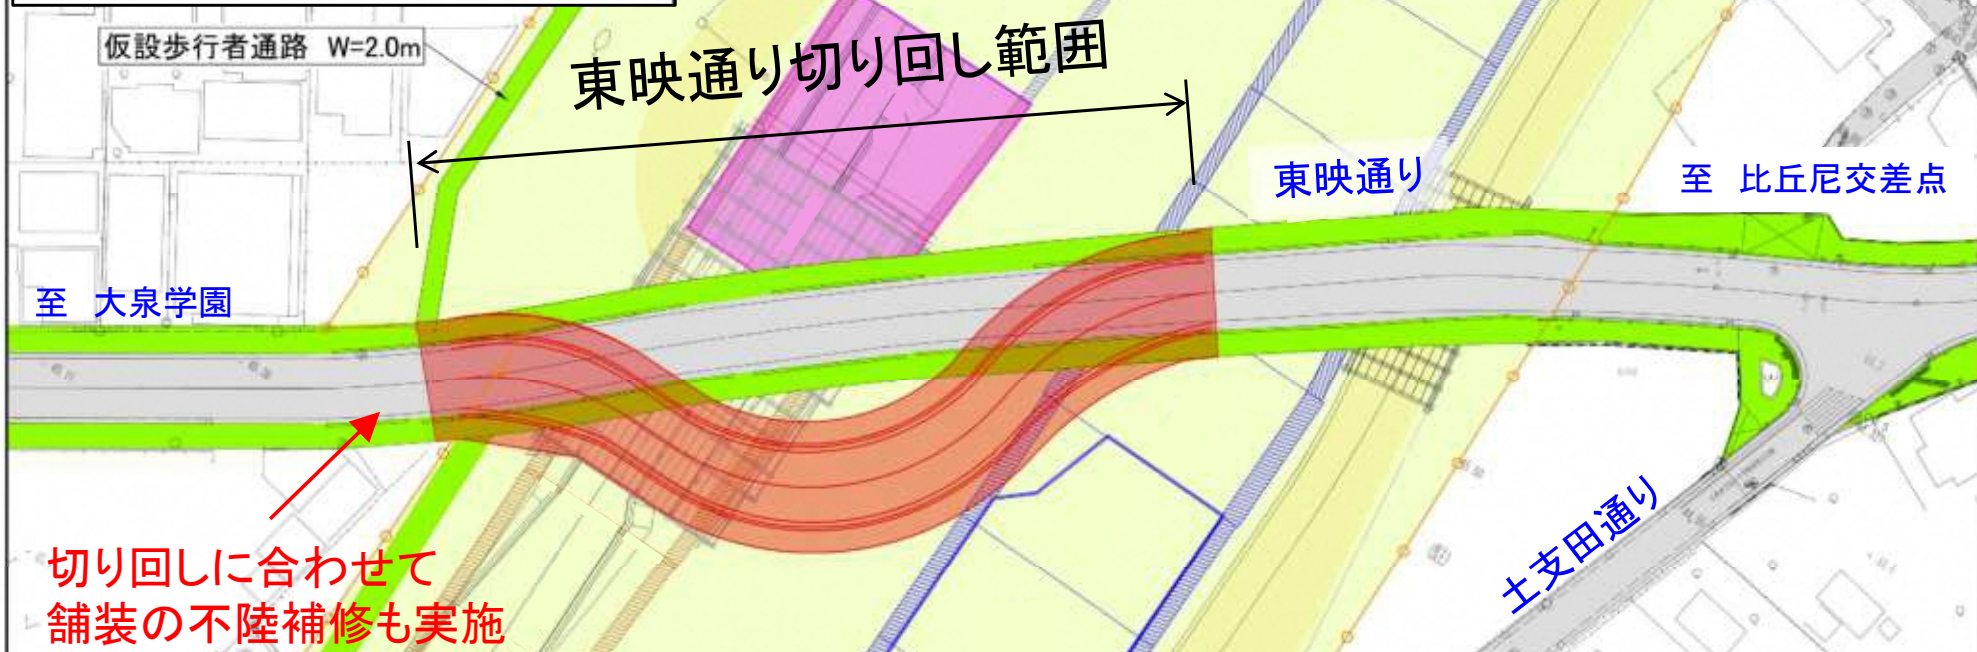 仮設歩行者通路 W=2.0m
東映通り切り回し範囲
東映通り
至 比丘尼交差点
至 大泉学園
土支田通り
切り回しに合わせて
舗装の不陸補修も実施